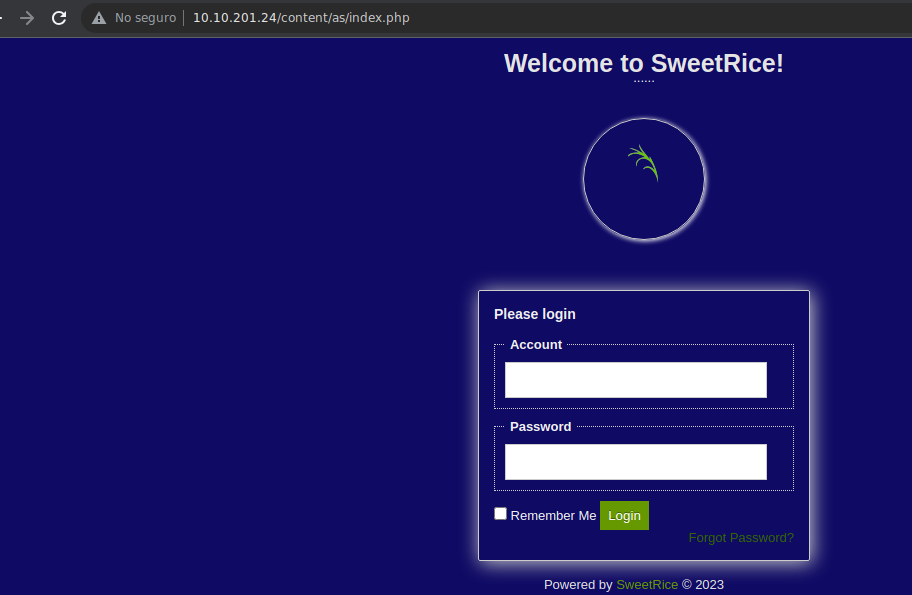 No seguro 10.10.201.24/content/as/index.php
Welcome to SweetRice!
......
Please login
Account
Password
Remember Me Login
Forgot Password?
Powered by SweetRice © 2023